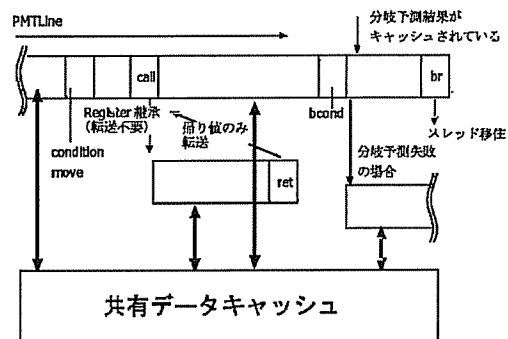 PMTLine
分岐予測結果が
キャッシュされている
call
br
Register 継承
(転送不要)
帰り値のみ
転送
bcond
スレッド移住
condition
move
分岐予測失敗
の場合
ret
共有データキャッシュ